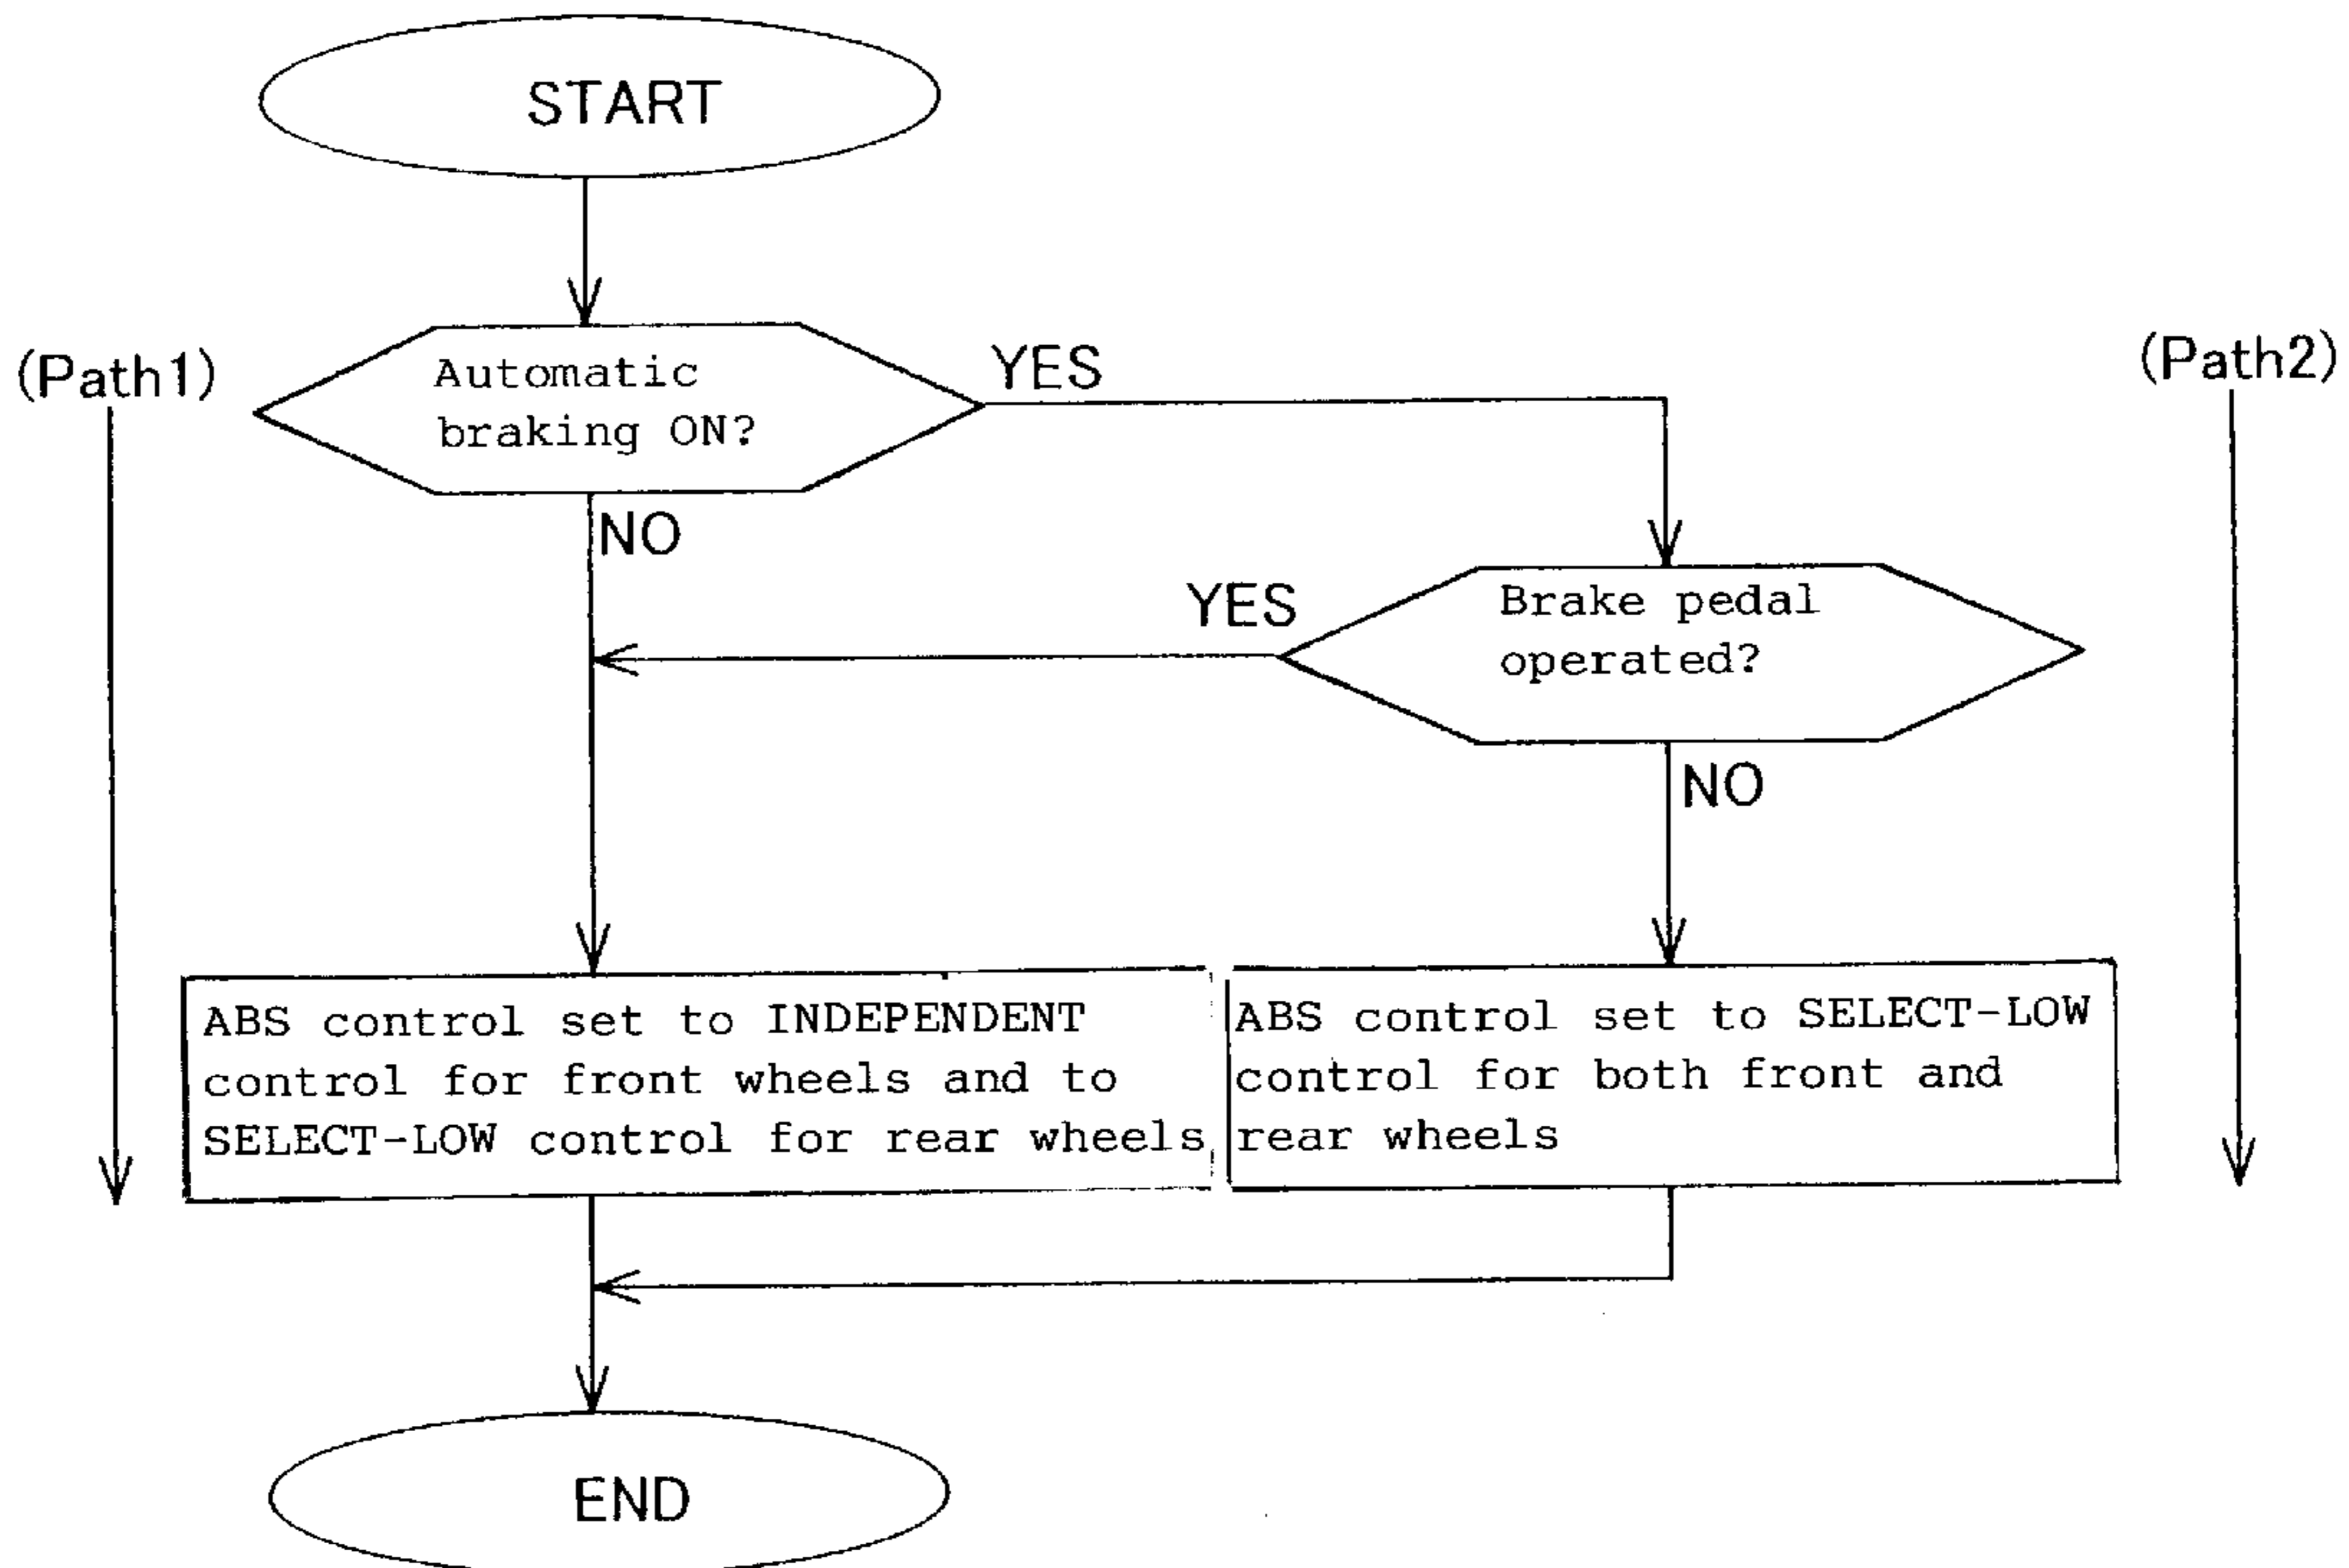 START
(Path1)
Automatic
braking ON?
YES
(Path2)
NO
YES
Brake pedal
operated?
NO
ABS control set to INDEPENDENT
control for front wheels and to
SELECT-LOW control for rear wheels
ABS control set to SELECT-LOW
control for both front and
rear wheels
END